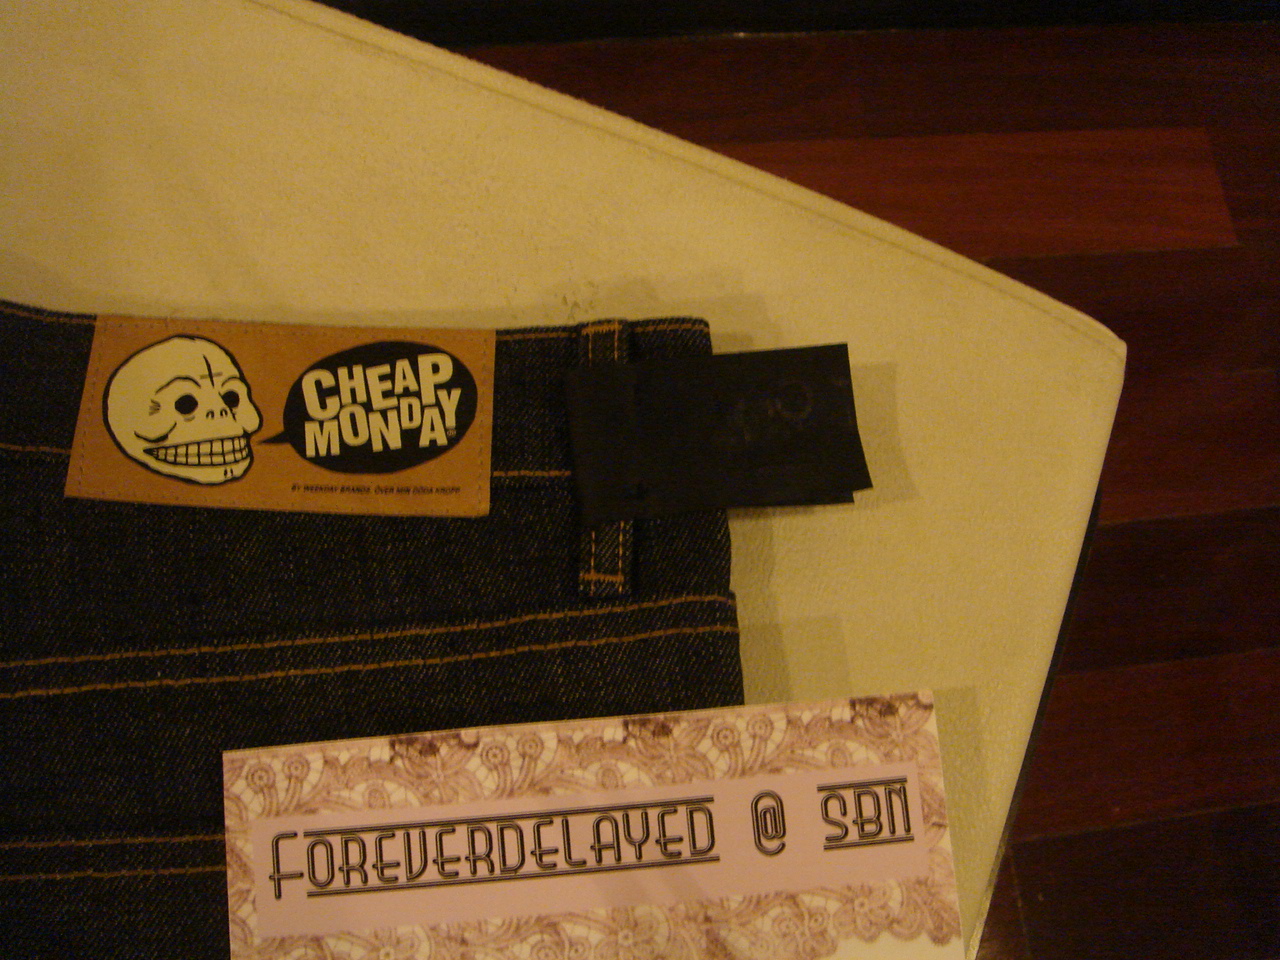 CHEAP
MONDAY
BY WEEKDAY BRANDS. ÖVER MIN DÖDA KROPP
FOREVERDELAYED @ SBN